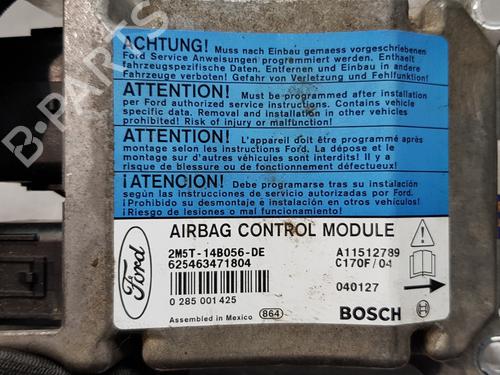 B-PARTS
ACHTUNG! Muss nach Einbau gemaess vorgeschriebenen
Ford Service Anweisungen programmiert werden. Enthaelt
fahrzeugspezifische Daten. Entfernen und Einbau in andere
Fahrzeuge verboten! Gefahr von Verletzung und Fehlfunktion!
ATTENTION! Must be programmed after installation
per Ford authorized service instructions. Contains vehicle
specific data. Removal and installation in other vehicles
prohibited! Risk of injury or malfunction!
ATTENTION! L'appareil doit être programmé après
montage selon les instructions Ford. La dépose et le
montage sur d'autres véhicules sont interdits! Il y a
risque de blessure ou de fonctionnement défectueux!
¡ATENCION! Debe programarse tras su instalación
según las instrucciones de servicio autorizados por Ford.
¡Prohibido su desmontaje e instalación en otros vehículos!
¡Riesgo de lesiones o mal funcionamiento!
Ford
AIRBAG CONTROL MODULE
2M5T-14B056-DE A11512789
625463471804 C170F/04
0 285 001 425 040127
Assembled in Mexico 864 BOSCH